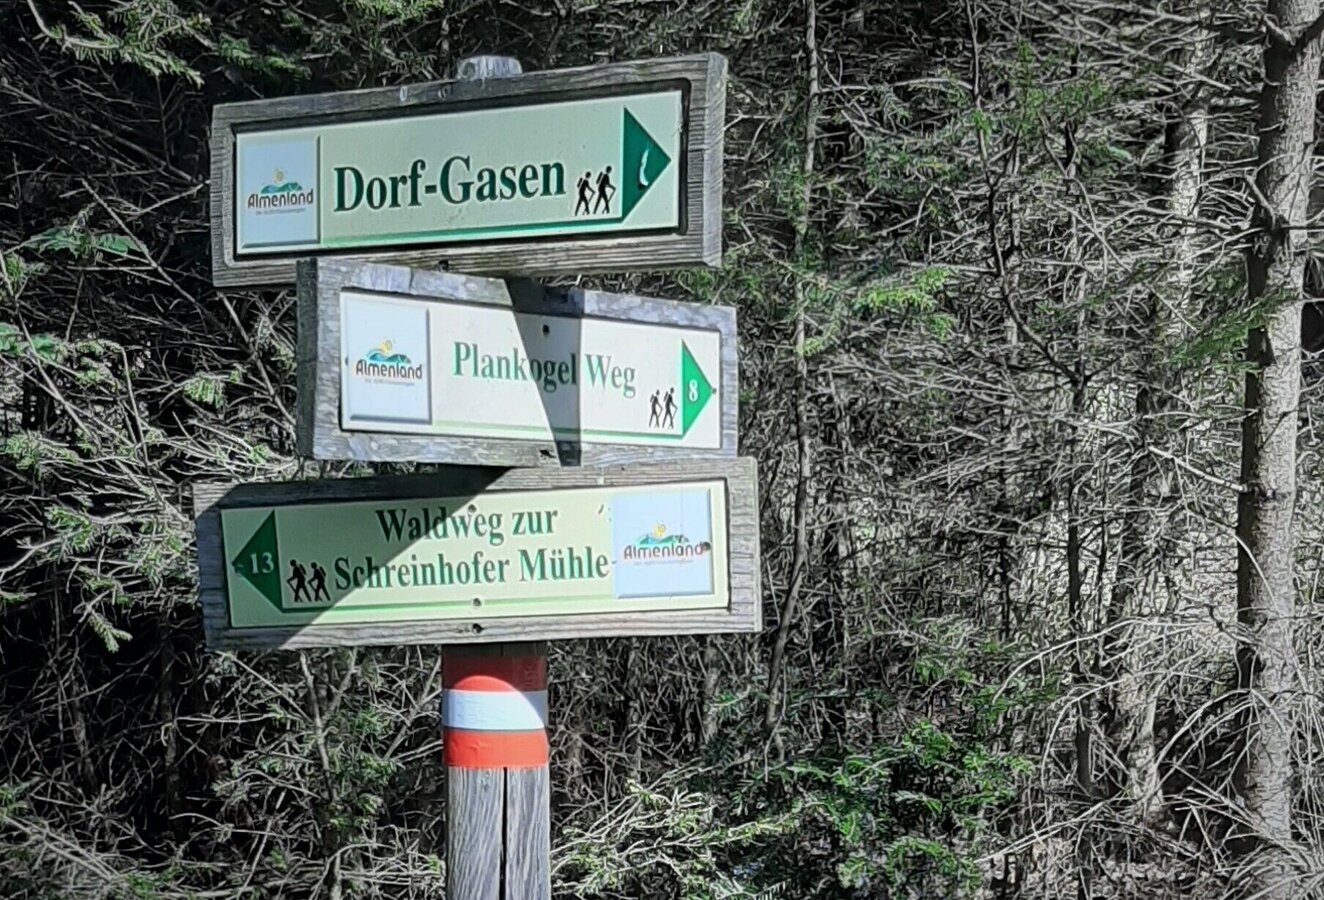 Almenland
Dorf-Gasen
Almenland
Plankogel Weg
8
13
Waldweg zur
Schreinhofer Mühle
Almenland